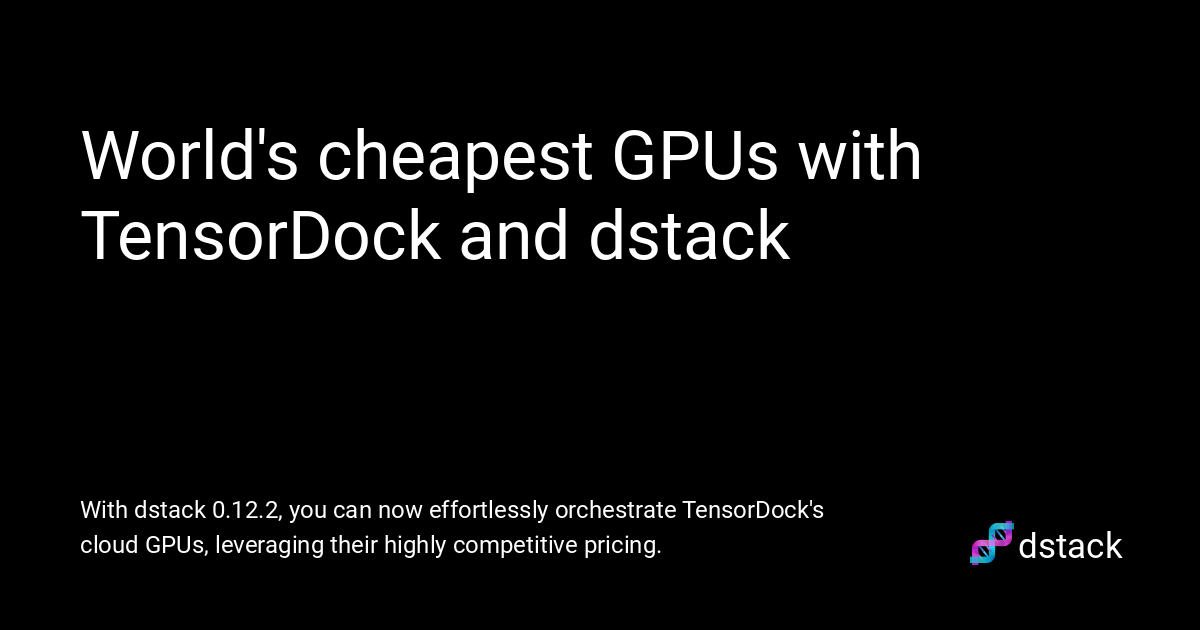 World's cheapest GPUs with
TensorDock and dstack
With dstack 0.12.2, you can now effortlessly orchestrate TensorDock's
cloud GPUs, leveraging their highly competitive pricing.
dstack